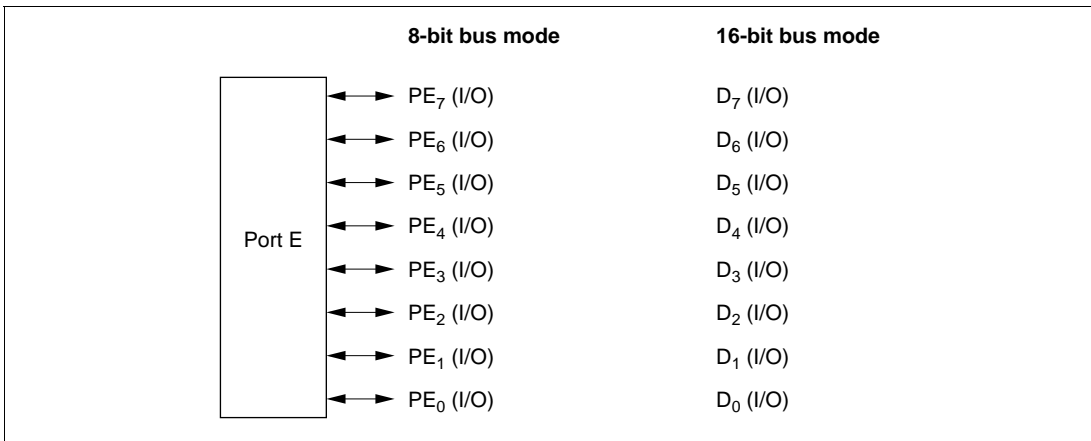 8-bit bus mode 16-bit bus mode
PE₇ (I/O) D₇ (I/O)
PE₆ (I/O) D₆ (I/O)
PE₅ (I/O) D₅ (I/O)
Port E PE₄ (I/O) D₄ (I/O)
PE₃ (I/O) D₃ (I/O)
PE₂ (I/O) D₂ (I/O)
PE₁ (I/O) D₁ (I/O)
PE₀ (I/O) D₀ (I/O)